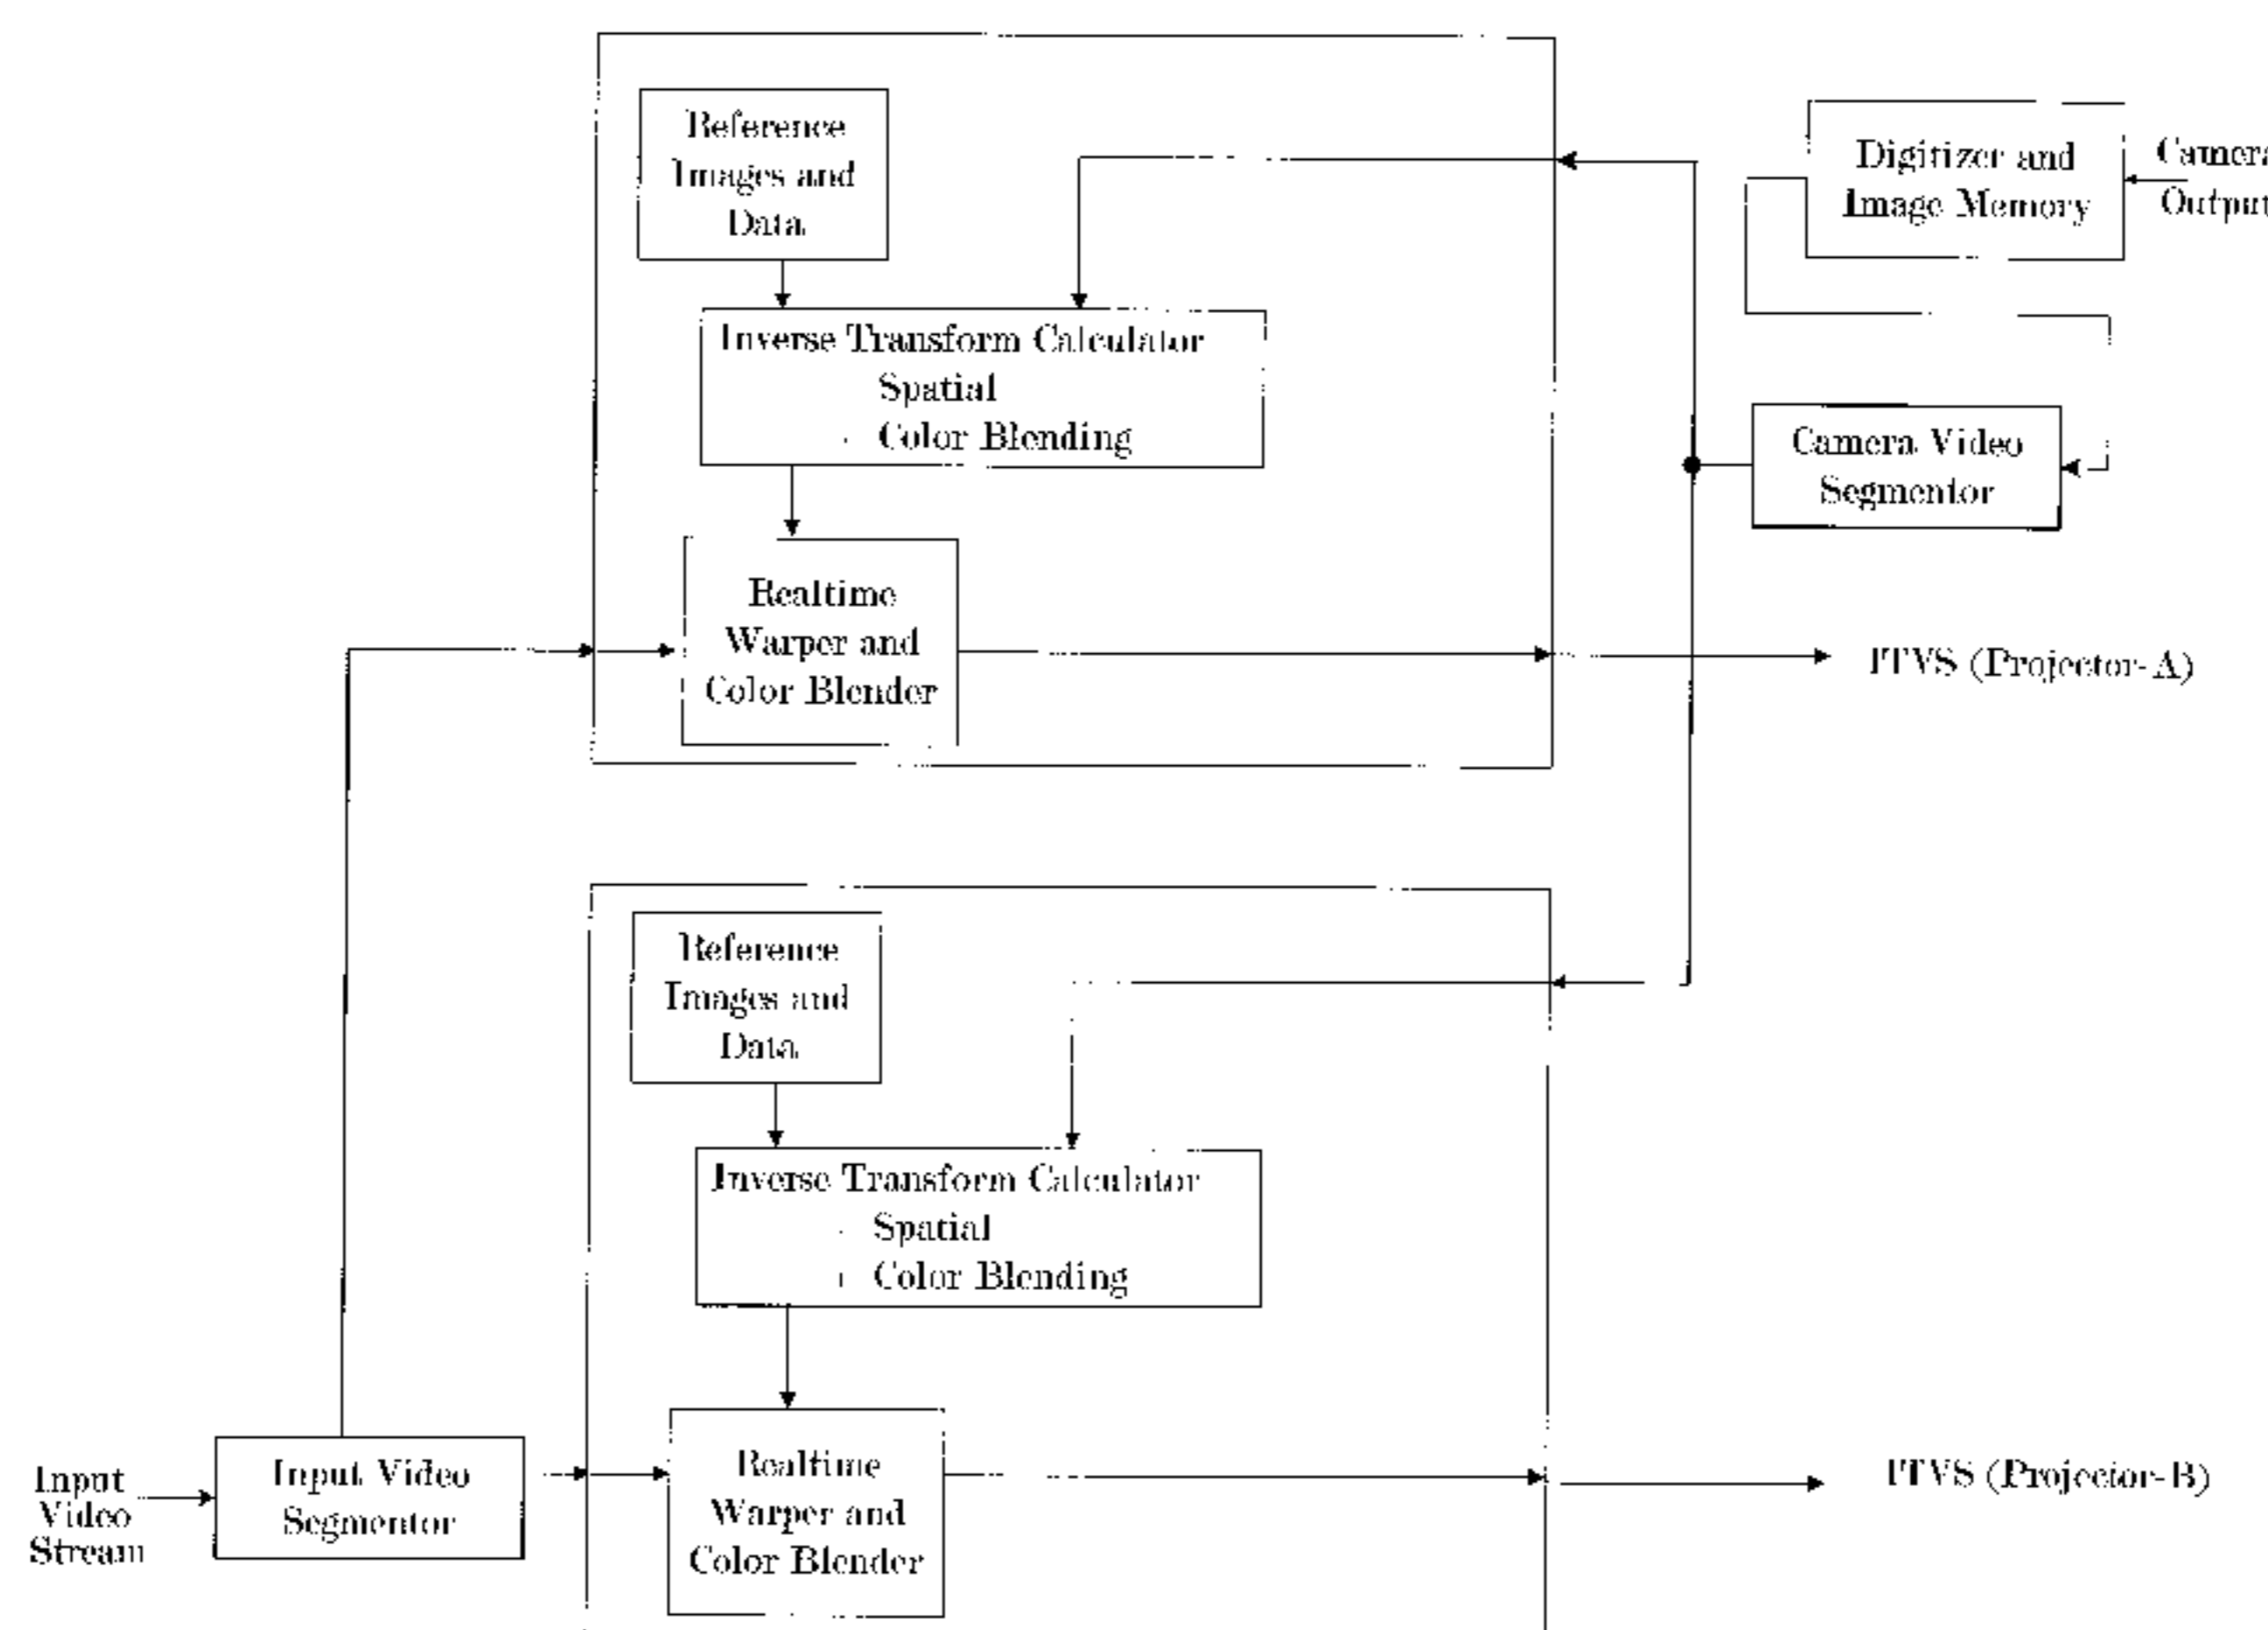 Reference
Images and
Data
Digitizer and
Image Memory
Camera
Output
Inverse Transform Calculator
Spatial
Color Blending
Camera Video
Segmentor
Realtime
Warper and
Color Blender
ITVS (Projector-A)
Reference
Images and
Data
Inverse Transform Calculator
Spatial
Color Blending
Input
Video
Stream
Input Video
Segmentor
Realtime
Warper and
Color Blender
ITVS (Projector-B)